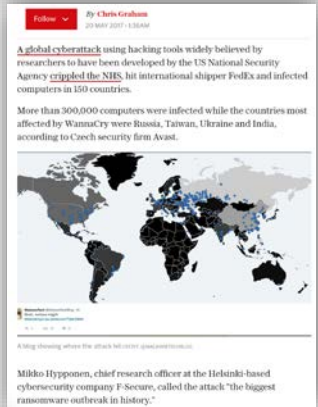 Follow
By Chris Graham
20 MAY 2017 • 1:35AM
A global cyberattack using hacking tools widely believed by
researchers to have been developed by the US National Security
Agency crippled the NHS, hit international shipper FedEx and infected
computers in 150 countries.
More than 300,000 computers were infected while the countries most
affected by WannaCry were Russia, Taiwan, Ukraine and India,
according to Czech security firm Avast.
A blog showing where the attack hit
Mikko Hypponen, chief research officer at the Helsinki-based
cybersecurity company F-Secure, called the attack "the biggest
ransomware outbreak in history."